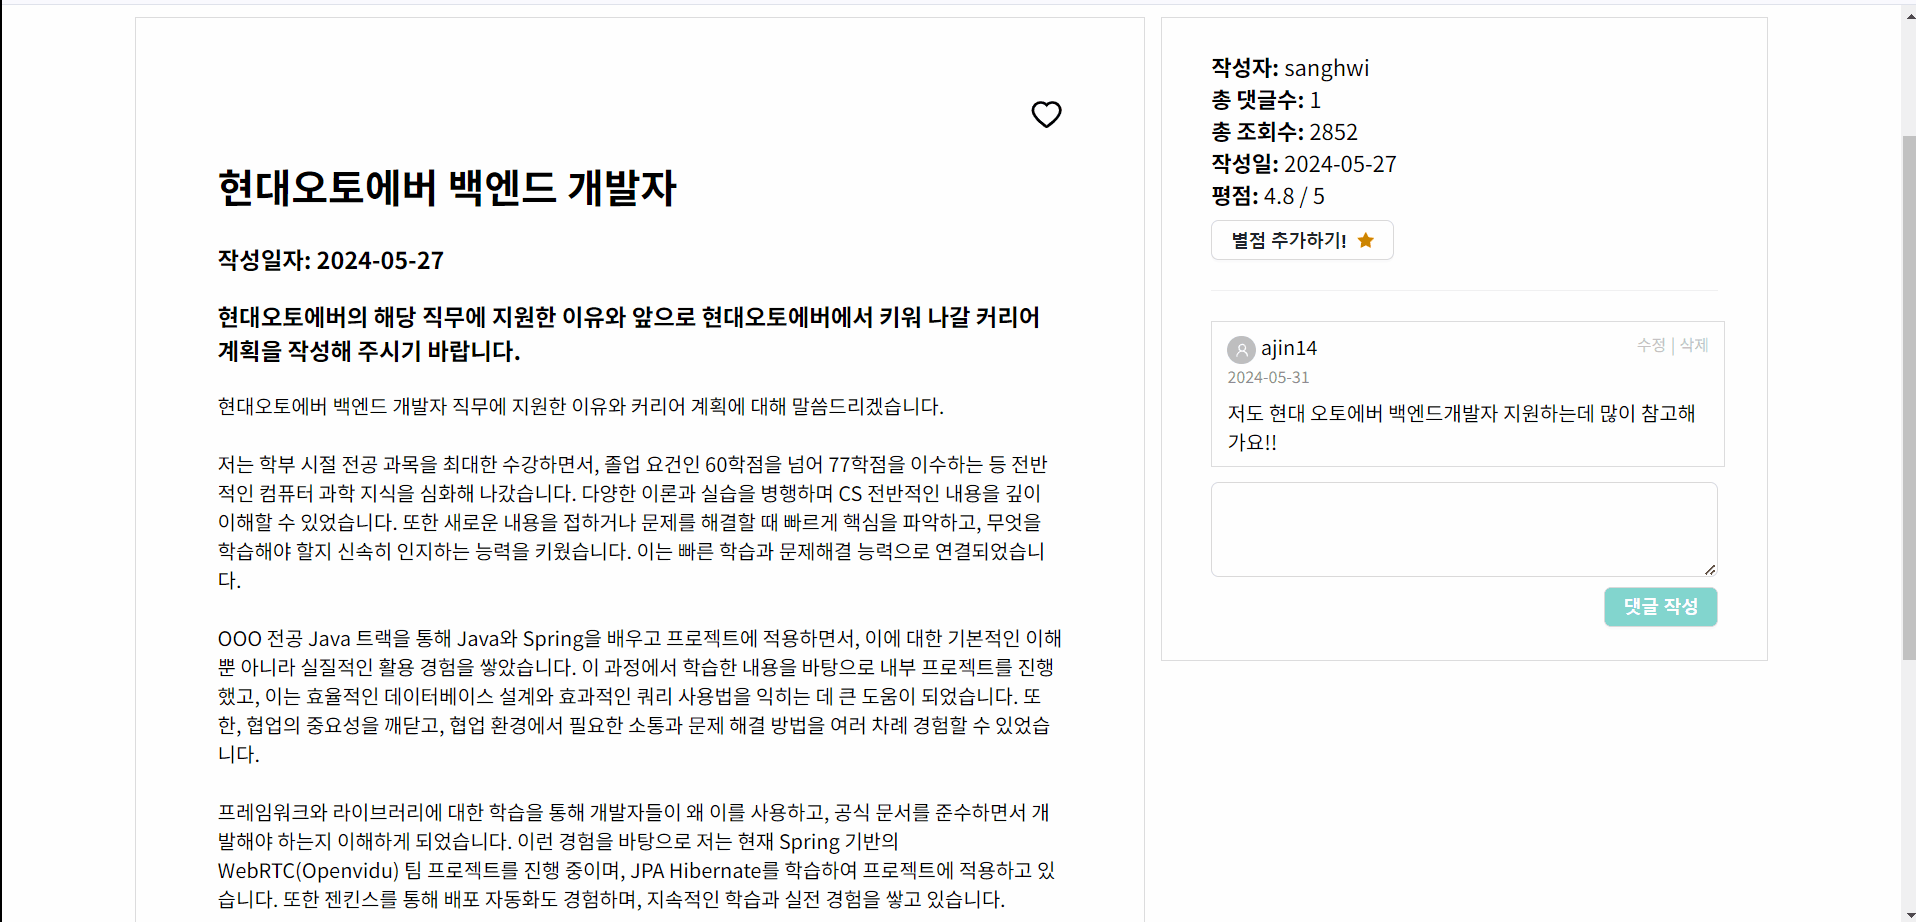 현대오토에버 백엔드 개발자
작성일자: 2024-05-27
현대오토에버의 해당 직무에 지원한 이유와 앞으로 현대오토에버에서 키워 나갈 커리어
계획을 작성해 주시기 바랍니다.
현대오토에버 백엔드 개발자 직무에 지원한 이유와 커리어 계획에 대해 말씀드리겠습니다.
저는 학부 시절 전공 과목을 최대한 수강하면서, 졸업 요건인 60학점을 넘어 77학점을 이수하는 등 전반
적인 컴퓨터 과학 지식을 심화해 나갔습니다. 다양한 이론과 실습을 병행하며 CS 전반적인 내용을 깊이
이해할 수 있었습니다. 또한 새로운 내용을 접하거나 문제를 해결할 때 빠르게 핵심을 파악하고, 무엇을
학습해야 할지 신속히 인지하는 능력을 키웠습니다. 이는 빠른 학습과 문제해결 능력으로 연결되었습니
다.
OOO 전공 Java 트랙을 통해 Java와 Spring을 배우고 프로젝트에 적용하면서, 이에 대한 기본적인 이해
뿐 아니라 실질적인 활용 경험을 쌓았습니다. 이 과정에서 학습한 내용을 바탕으로 내부 프로젝트를 진행
했고, 이는 효율적인 데이터베이스 설계와 효과적인 쿼리 사용법을 익히는 데 큰 도움이 되었습니다. 또
한, 협업의 중요성을 깨닫고, 협업 환경에서 필요한 소통과 문제 해결 방법을 여러 차례 경험할 수 있었습
니다.
프레임워크와 라이브러리에 대한 학습을 통해 개발자들이 왜 이를 사용하고, 공식 문서를 준수하면서 개
발해야 하는지 이해하게 되었습니다. 이런 경험을 바탕으로 저는 현재 Spring 기반의
WebRTC(Openvidu) 팀 프로젝트를 진행 중이며, JPA Hibernate를 학습하여 프로젝트에 적용하고 있
습니다. 또한 젠킨스를 통해 배포 자동화도 경험하며, 지속적인 학습과 실전 경험을 쌓고 있습니다.
작성자: sanghwi
총 댓글수: 1
총 조회수: 2852
작성일: 2024-05-27
평점: 4.8 / 5
별점 추가하기!
ajin14
수정 | 삭제
2024-05-31
저도 현대 오토에버 백엔드개발자 지원하는데 많이 참고해
가요!!
댓글 작성